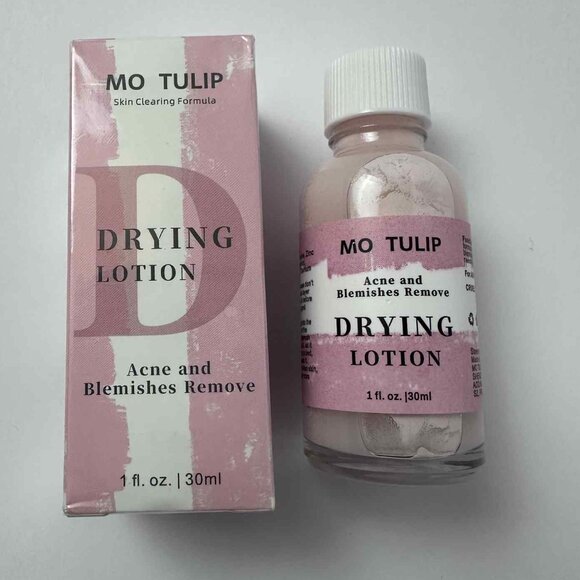 MO TULIP
Skin Clearing Formula
D
DRYING
LOTION
Acne and
Blemishes Remove
1 fl. oz. | 30ml
MO TULIP
Acne and
Blemishes Remove
DRYING
LOTION
1 fl. oz. |30ml